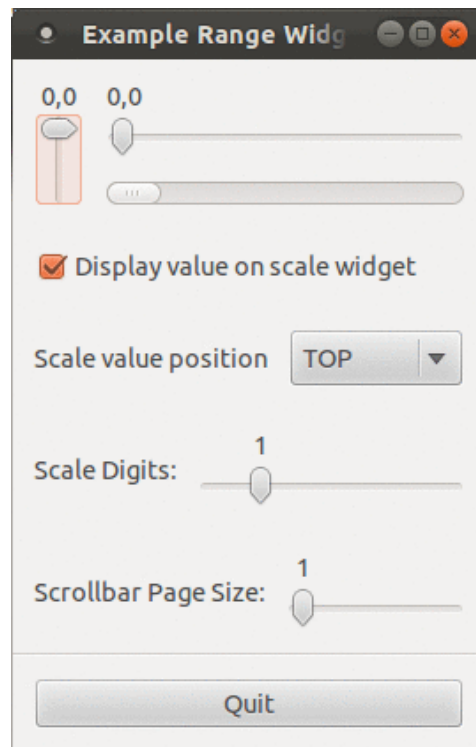 Example Range Widg
0,0 0,0
Display value on scale widget
Scale value position TOP
1
Scale Digits:
1
Scrollbar Page Size:
Quit